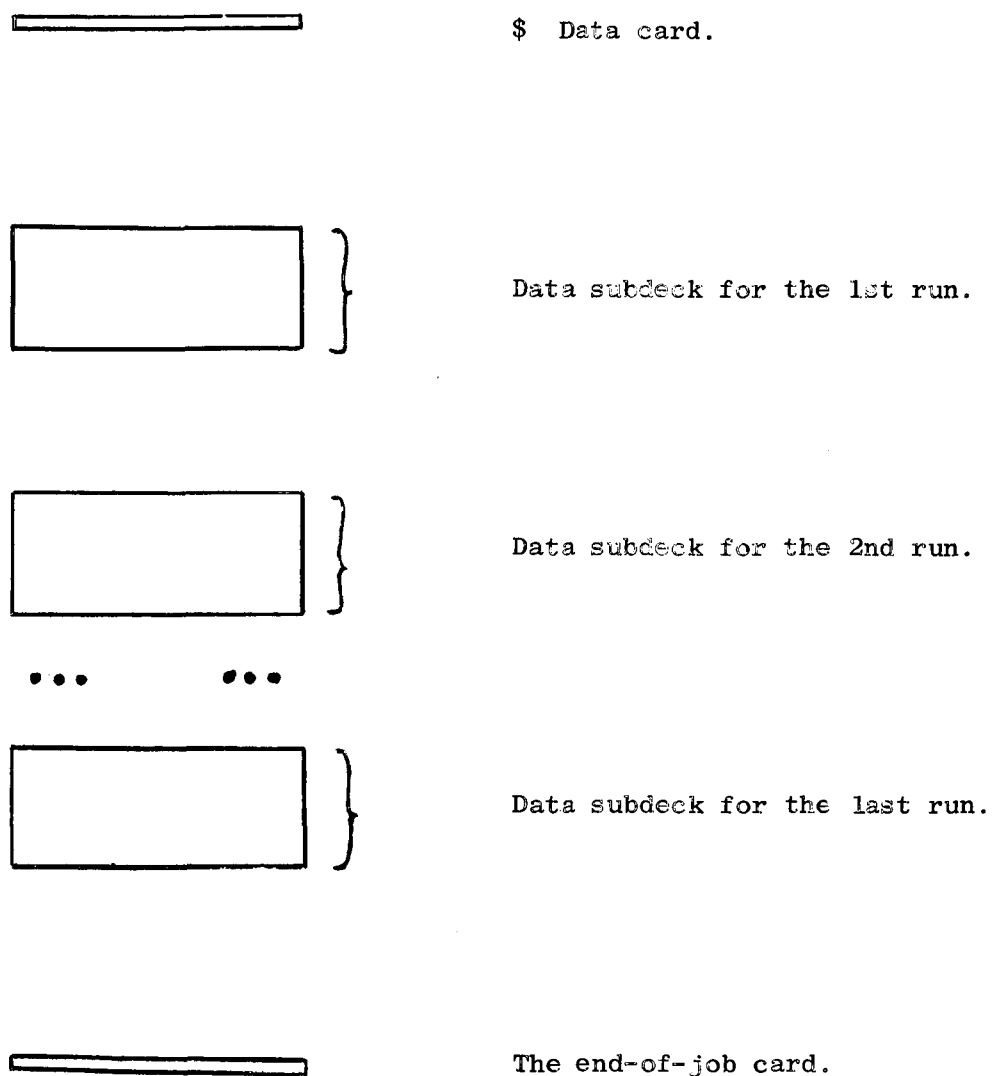 $ Data card.
Data subdeck for the 1st run.
Data subdeck for the 2nd run.
Data subdeck for the last run.
The end-of-job card.